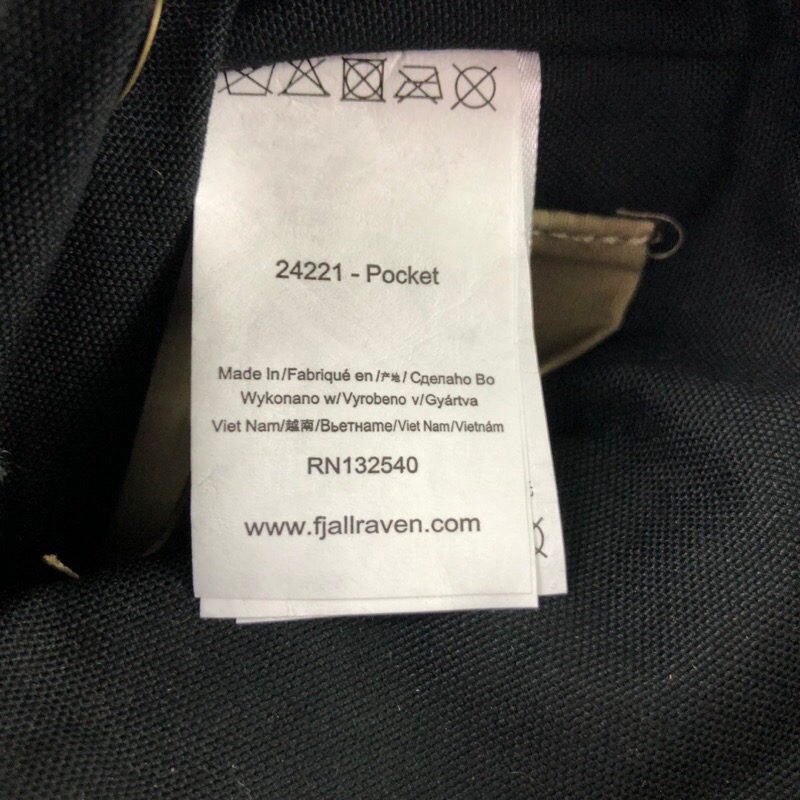 24221 - Pocket
Made In/Fabriqué en/产地/Сделано Во
Wykonano w/Vyrobeno v/Gyártva
Viet Nam/越南/Вьетнаме/Viet Nam/Vietnám
RN132540
www.fjallraven.com